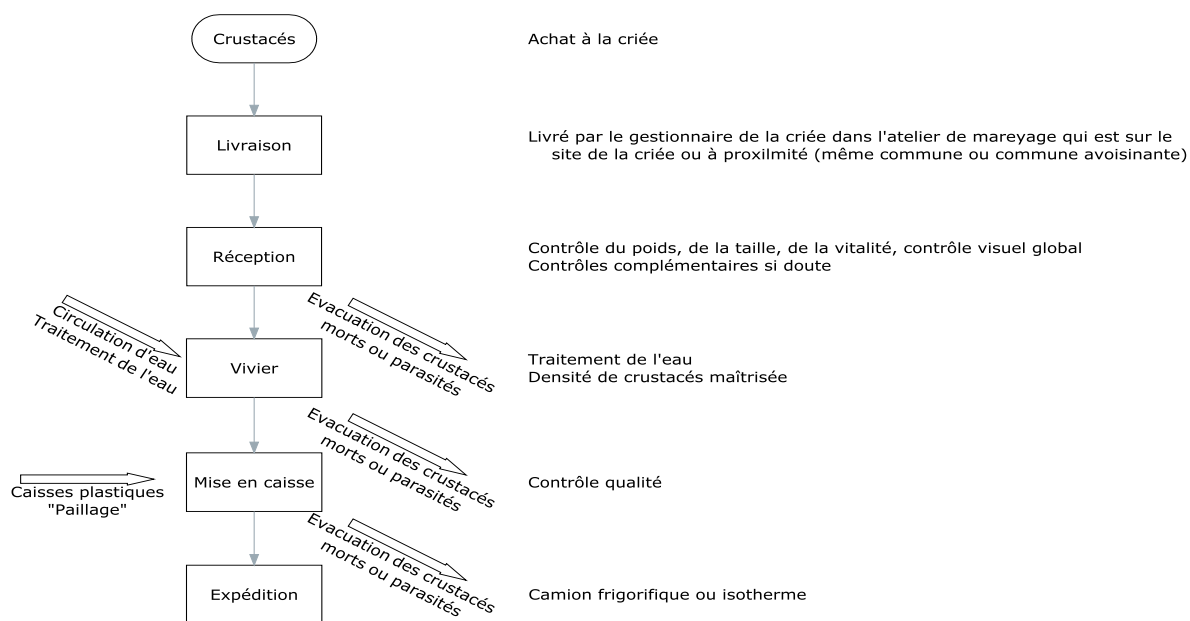 Crustacés
Achat à la criée
Livraison
Livré par le gestionnaire de la criée dans l'atelier de mareyage qui est sur le
site de la criée ou à proxilmité (même commune ou commune avoisinante)
Réception
Contrôle du poids, de la taille, de la vitalité, contrôle visuel global
Contrôles complémentaires si doute
Circulation d'eau
Traitement de l'eau
Evacuation des crustacés
morts ou parasités
Vivier
Traitement de l'eau
Densité de crustacés maîtrisée
Evacuation des crustacés
morts ou parasités
Caisses plastiques
"Paillage"
Mise en caisse
Contrôle qualité
Evacuation des crustacés
morts ou parasités
Expédition
Camion frigorifique ou isotherme